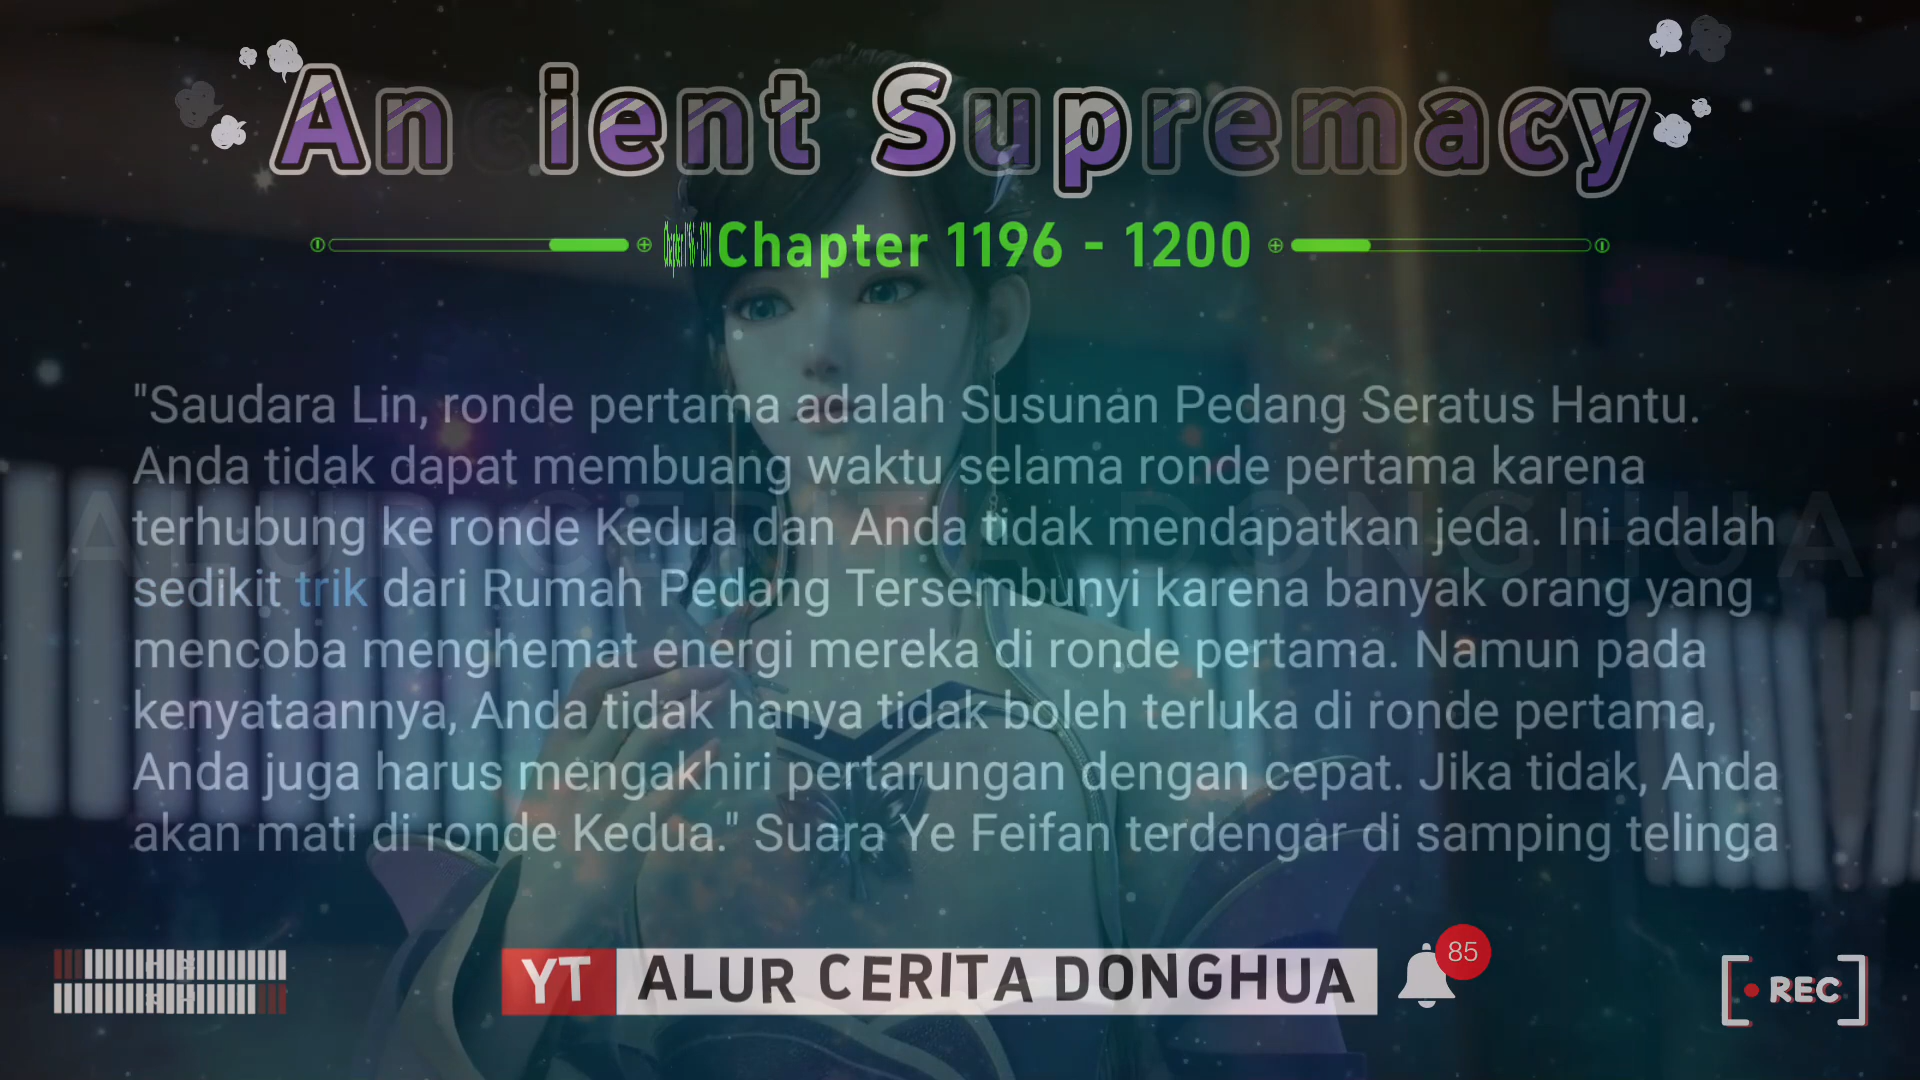 Ancient Supremacy
Chapter 1196 - 1200
"Saudara Lin, ronde pertama adalah Susunan Pedang Seratus Hantu.
Anda tidak dapat membuang waktu selama ronde pertama karena
terhubung ke ronde Kedua dan Anda tidak mendapatkan jeda. Ini adalah
sedikit trik dari Rumah Pedang Tersembunyi karena banyak orang yang
mencoba menghemat energi mereka di ronde pertama. Namun pada
kenyataannya, Anda tidak hanya tidak boleh terluka di ronde pertama,
Anda juga harus mengakhiri pertarungan dengan cepat. Jika tidak, Anda
akan mati di ronde Kedua." Suara Ye Feifan terdengar di samping telinga
ALUR CERITA DONGHUA
YT ALUR CERITA DONGHUA
85
REC